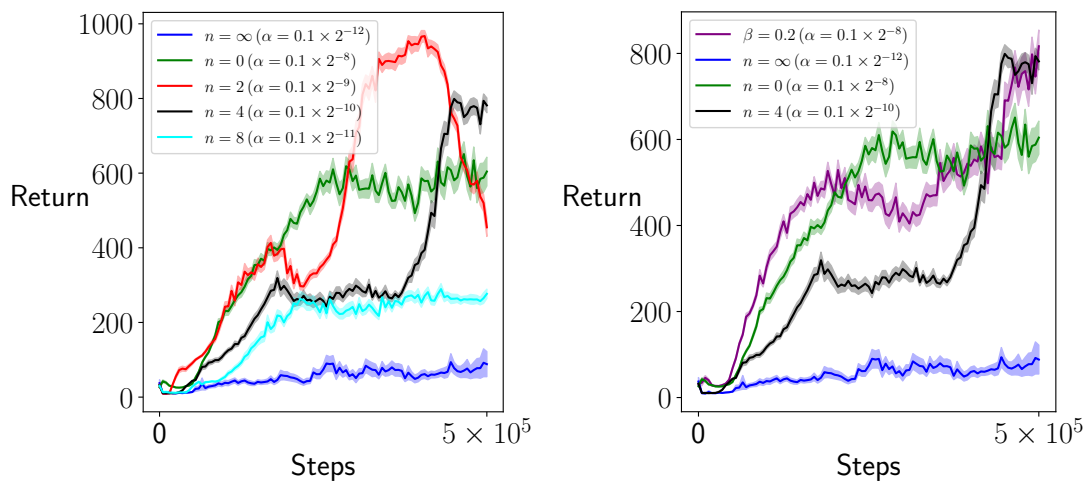 1000
800
600
400
200
0
Return
n = ∞ (α = 0.1 × 2^{-12})
n = 0 (α = 0.1 × 2^{-8})
n = 2 (α = 0.1 × 2^{-9})
n = 4 (α = 0.1 × 2^{-10})
n = 8 (α = 0.1 × 2^{-11})
0
5 × 10^5
Steps
800
600
400
200
0
Return
β = 0.2 (α = 0.1 × 2^{-8})
n = ∞ (α = 0.1 × 2^{-12})
n = 0 (α = 0.1 × 2^{-8})
n = 4 (α = 0.1 × 2^{-10})
0
5 × 10^5
Steps